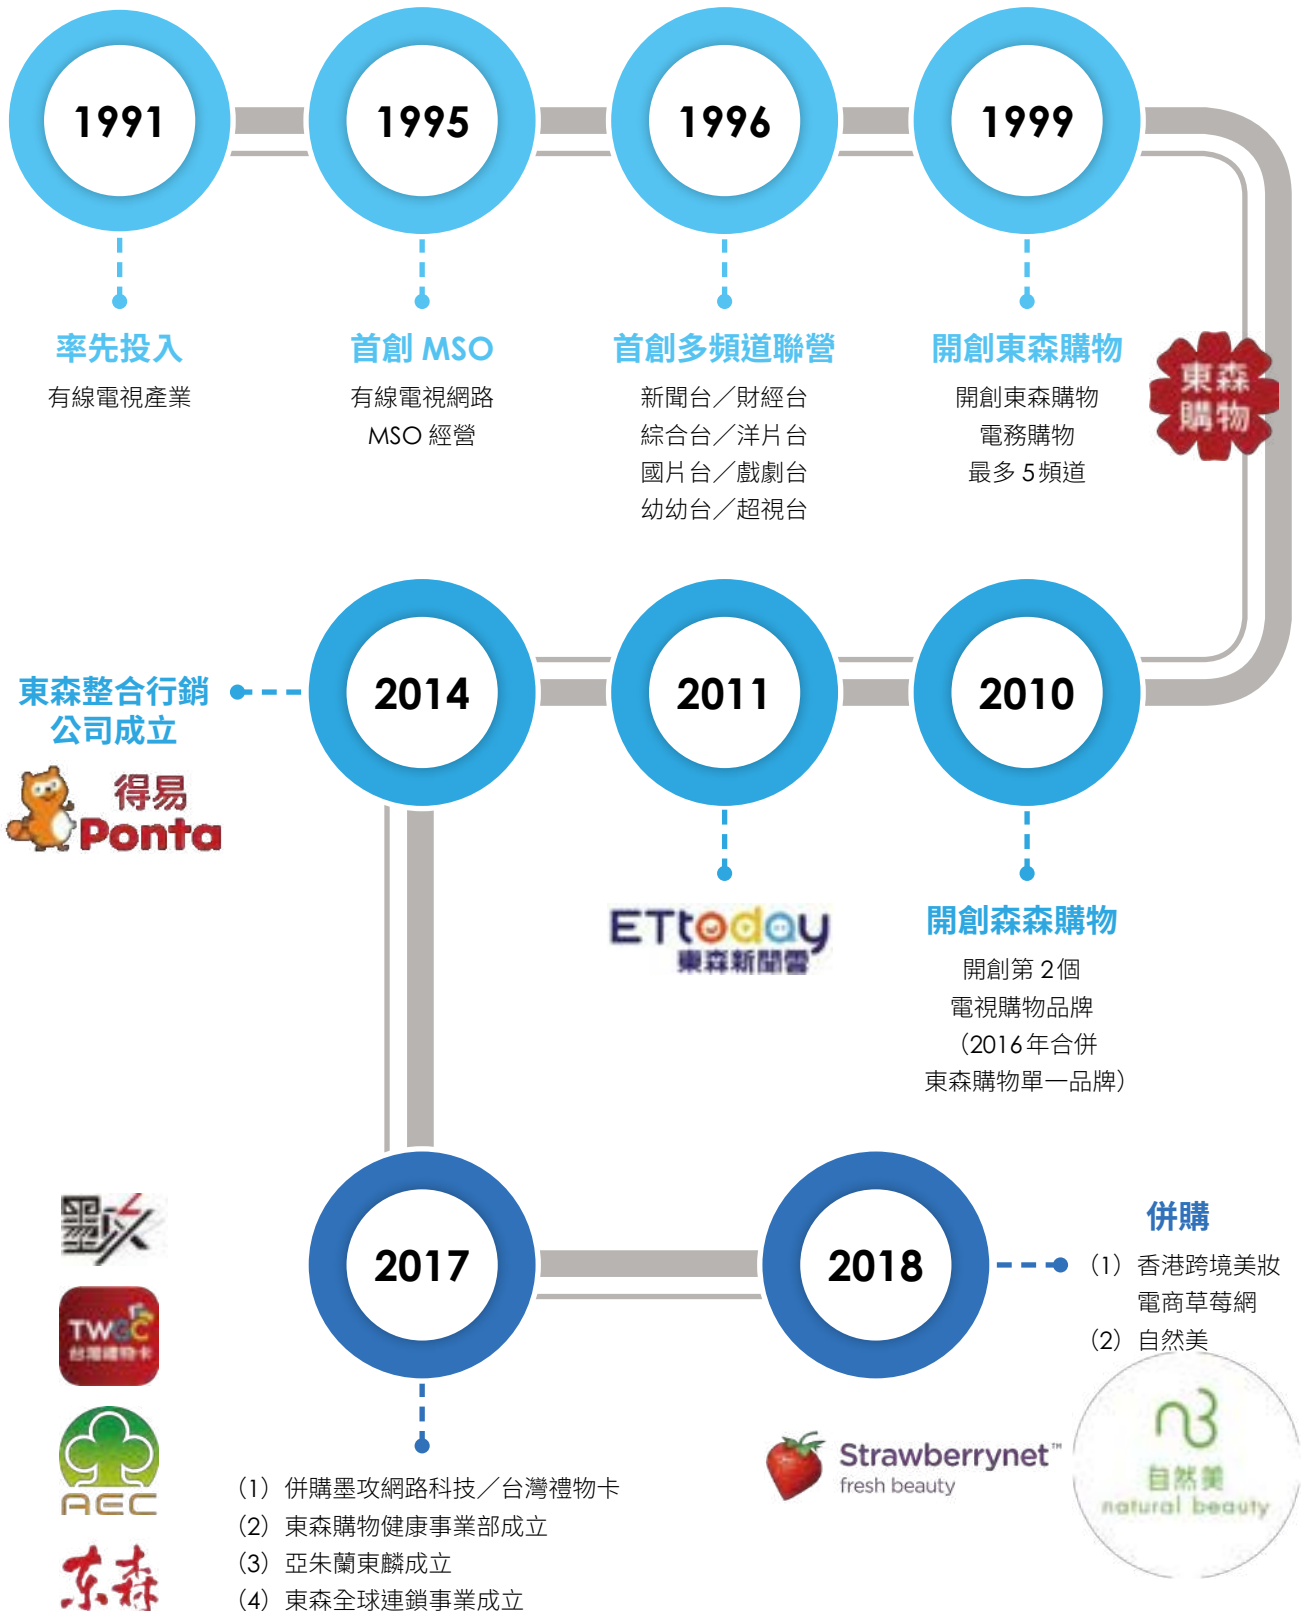 1991
1995
1996
1999
率先投入
有線電視產業
首創 MSO
有線電視網路
MSO 經營
首創多頻道聯營
新聞台／財經台
綜合台／洋片台
國片台／戲劇台
幼幼台／超視台
開創東森購物
開創東森購物
電務購物
最多 5 頻道
東森
購物
2014
2011
2010
東森整合行銷
公司成立
得易
Ponta
ETtoday
東森新聞雲
開創森森購物
開創第 2 個
電視購物品牌
（2016 年合併
東森購物單一品牌）
2017
2018
墨攻
TWGC
台灣禮物卡
AEC
东森
（1）併購墨攻網路科技／台灣禮物卡
（2）東森購物健康事業部成立
（3）亞朱蘭東麟成立
（4）東森全球連鎖事業成立
併購
（1）香港跨境美妝
電商草莓網
（2）自然美
Strawberrynet™
fresh beauty
自然美
natural beauty